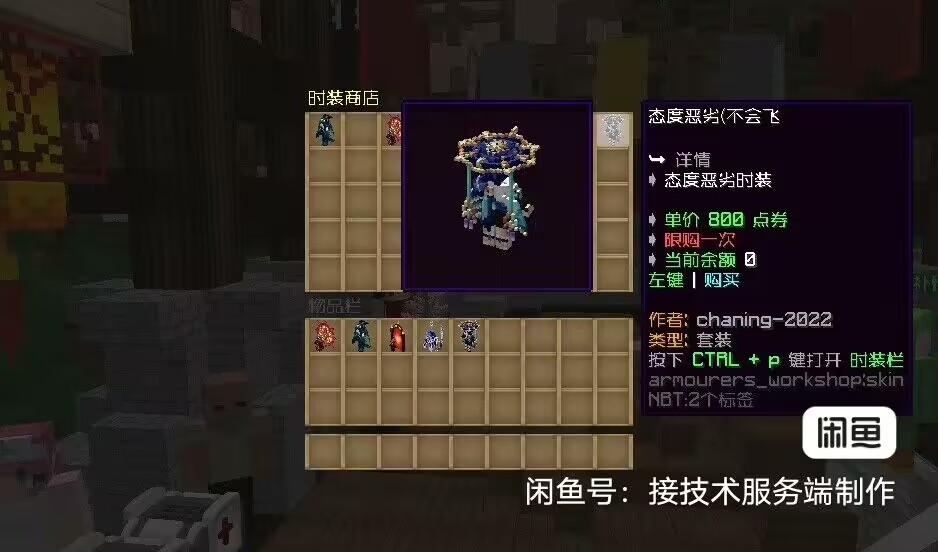 时装商店
态度恶劣(不会飞
详情
态度恶劣时装
单价 800 点券
限购一次
当前余额 0
左键 | 购买
物品栏
作者: chaning-2022
类型: 套装
按下 CTRL + p 键打开 时装栏
armourers_workshop:skin
NBT:2个标签
闲鱼
闲鱼号：接技术服务端制作